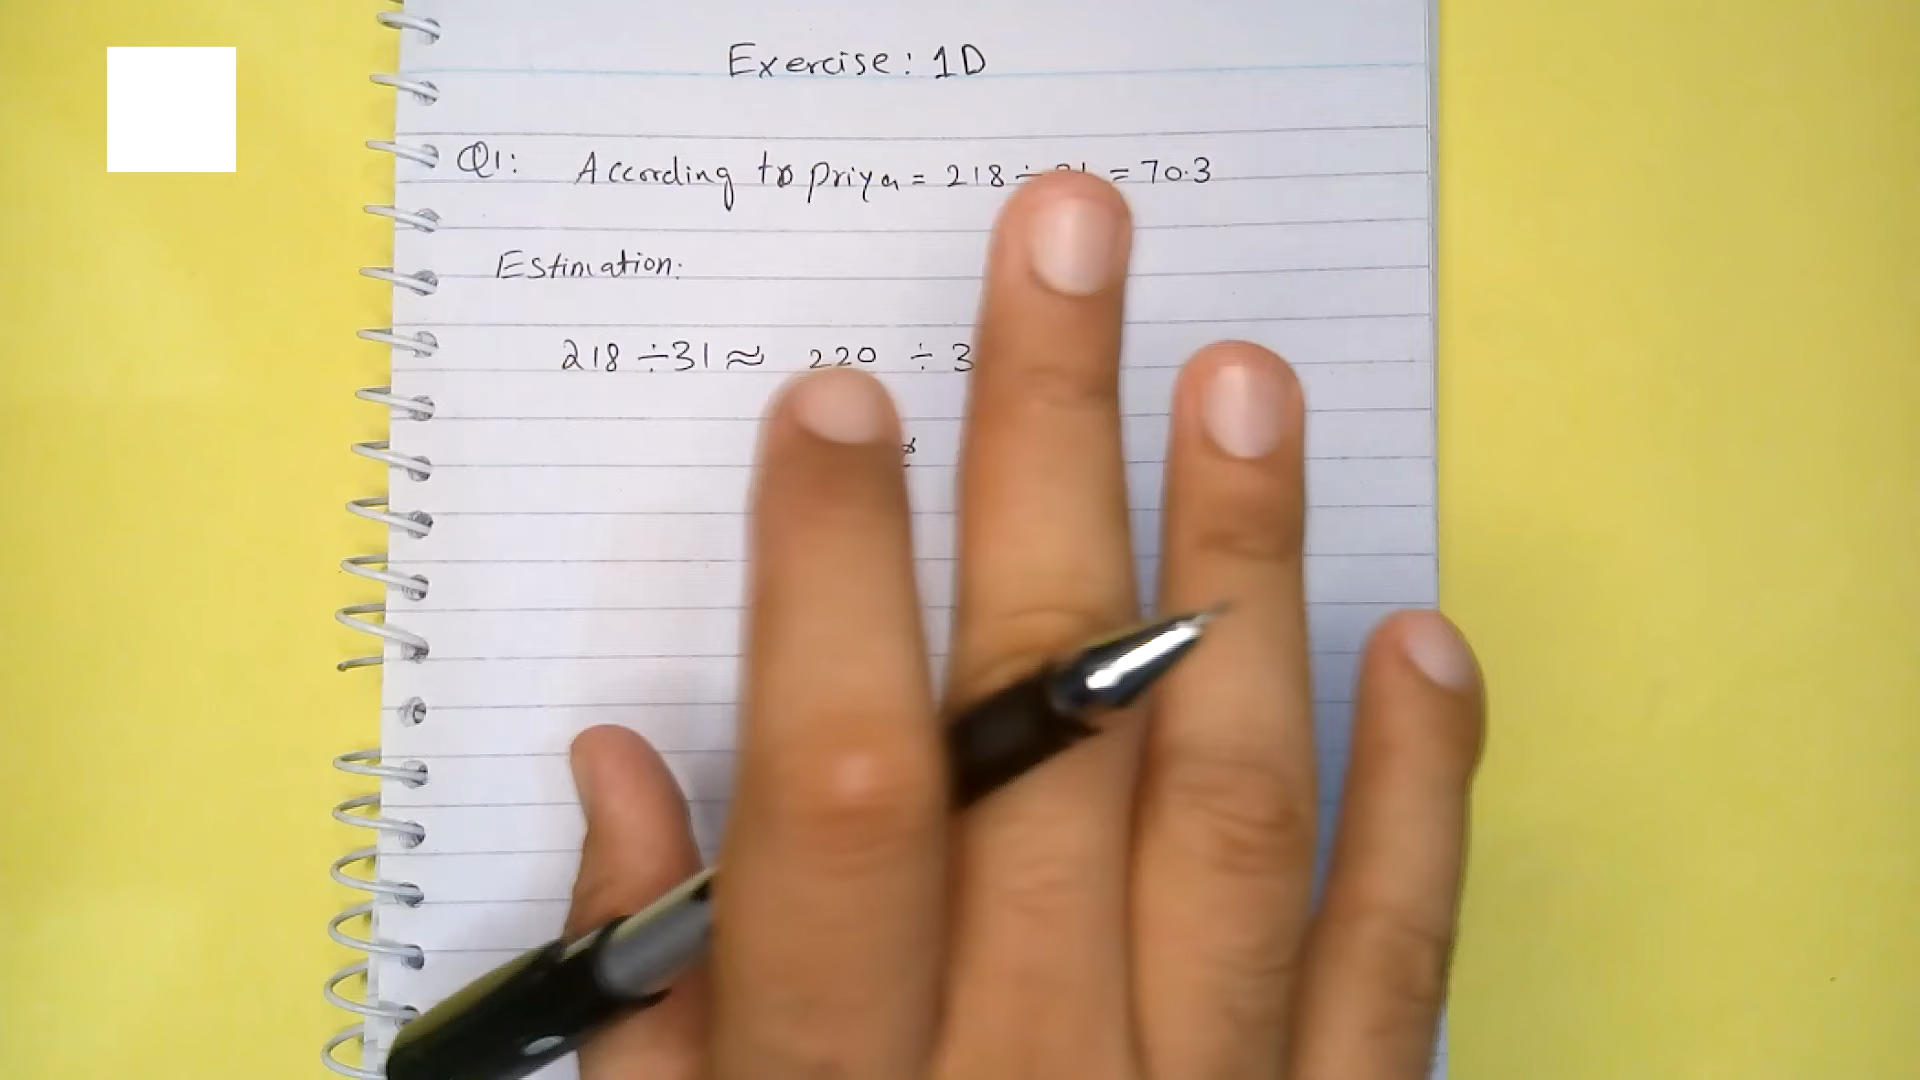 Exercise: 1D
Q1: According to priya = 218 ÷ = 70.3
Estimation:
218 ÷ 31 ≈ 220 ÷ 3